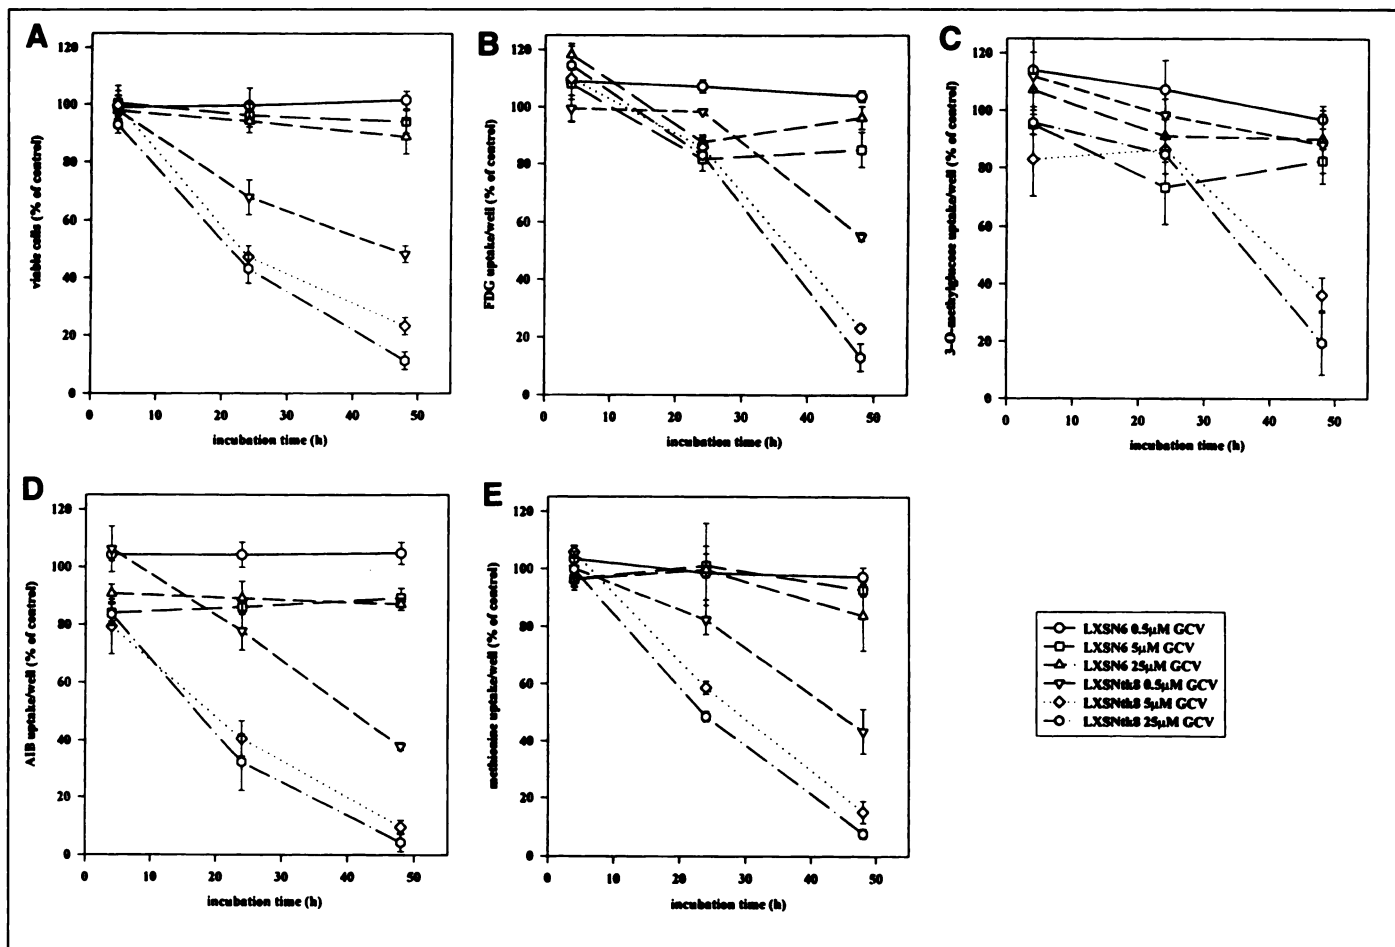 A
120
100
80
60
40
20
0
0 10 20 30 40 50
viable cells (% of control)
incubation time (h)
B
120
100
80
60
40
20
0
0 10 20 30 40 50
FDG uptake/well (% of control)
incubation time (h)
C
120
100
80
60
40
20
0
0 10 20 30 40 50
3-O-methylglucose uptake/well (% of control)
incubation time (h)
D
120
100
80
60
40
20
0
0 10 20 30 40 50
AIB uptake/well (% of control)
incubation time (h)
E
120
100
80
60
40
20
0
0 10 20 30 40 50
methionine uptake/well (% of control)
incubation time (h)
LXSN6 0.5μM GCV
LXSN6 5μM GCV
LXSN6 25μM GCV
LXSNtk8 0.5μM GCV
LXSNtk8 5μM GCV
LXSNtk8 25μM GCV